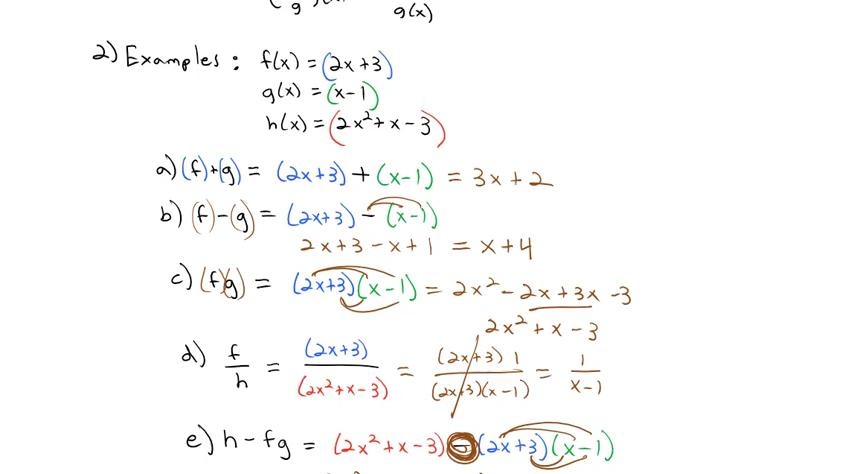 g(x)
2) Examples: f(x) = (2x+3)
g(x) = (x-1)
h(x) = (2x²+x-3)
a) (f)+(g) = (2x+3)+(x-1) = 3x+2
b) (f)-(g) = (2x+3)-(x-1)
2x+3-x+1 = x+4
c) (f)(g) = (2x+3)(x-1) = 2x²-2x+3x-3
2x²+x-3
d) f/h = (2x+3)/(2x²+x-3) = (2x+3)1/(2x+3)(x-1) = 1/(x-1)
e) h-fg = (2x²+x-3)-(2x+3)(x-1)